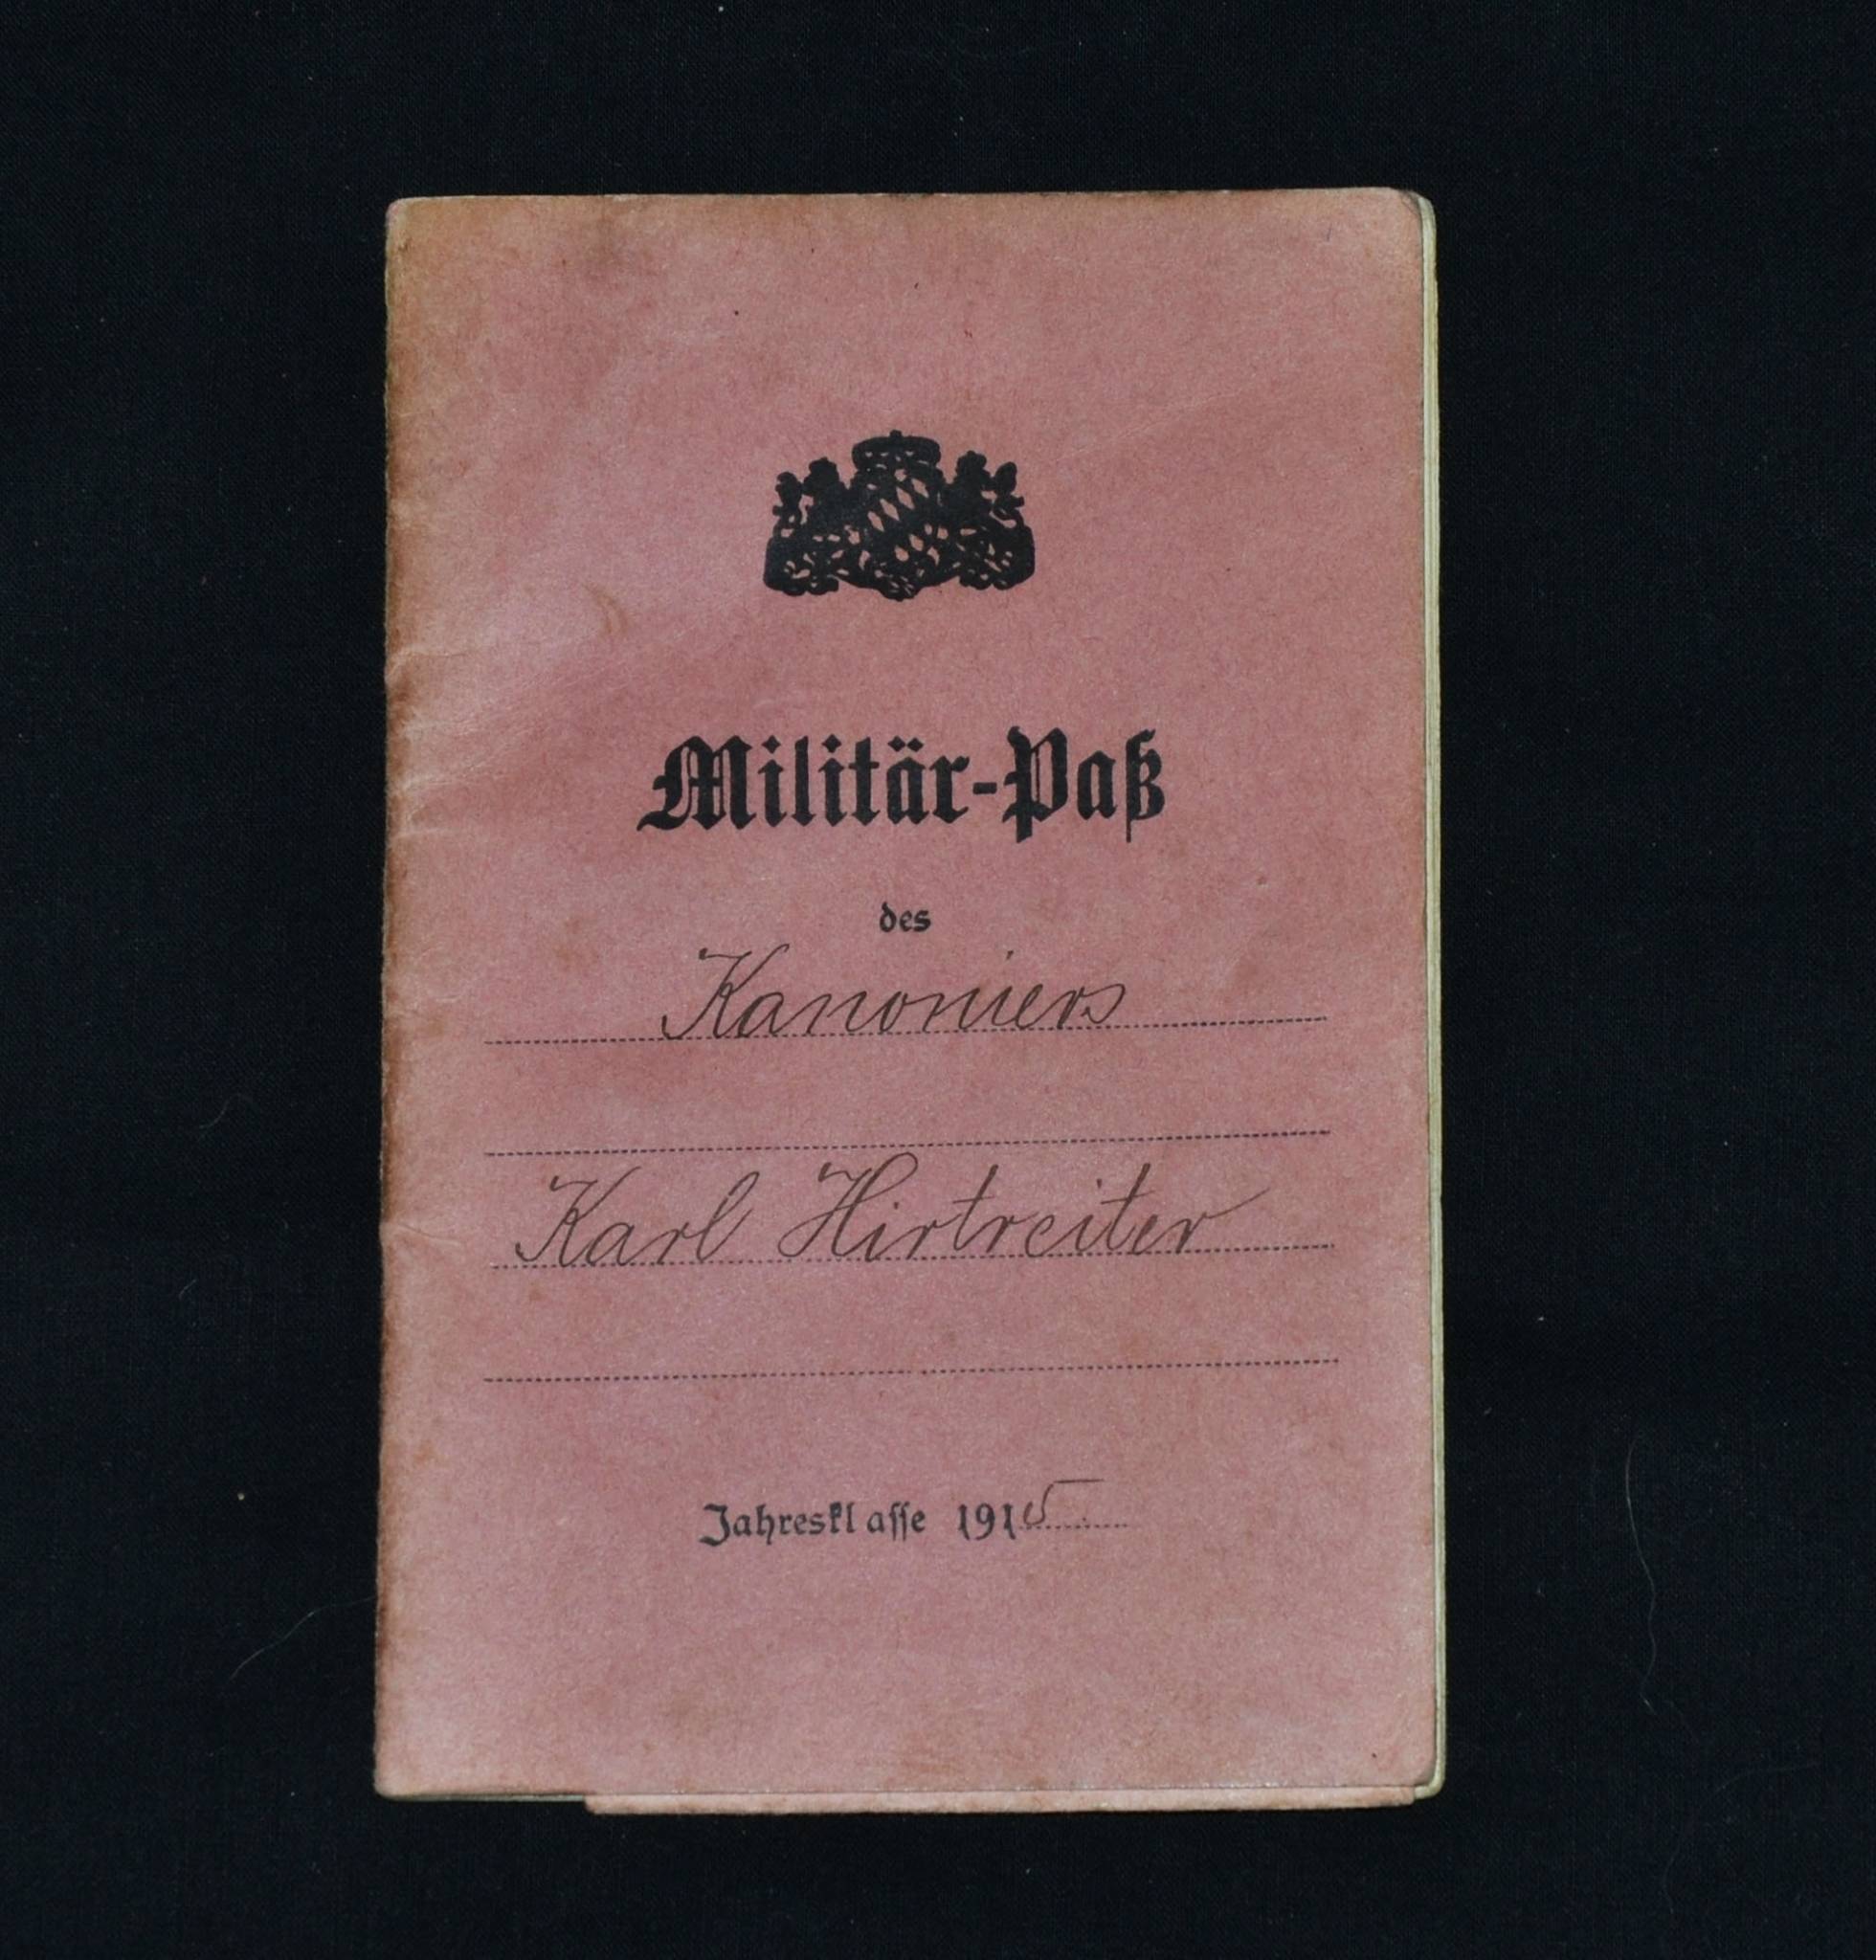 Militär-Paß
des
Kanoniers
Karl Hirtreiter
Jahresklasse 1915